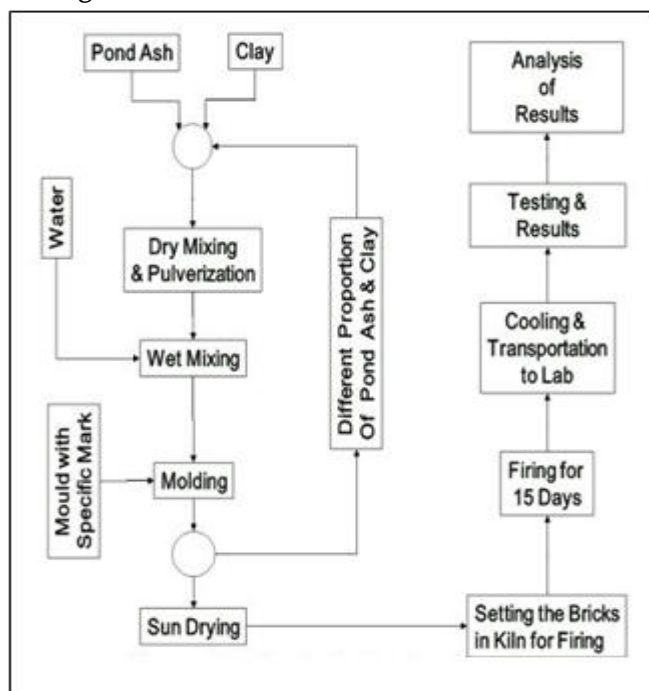 Pond Ash
Clay
Water
Dry Mixing
& Pulverization
Wet Mixing
Mould with
Specific Mark
Molding
Different Proportion
Of Pond Ash & Clay
Sun Drying
Setting the Bricks
in Kiln for Firing
Firing for
15 Days
Cooling &
Transportation
to Lab
Testing &
Results
Analysis
of
Results